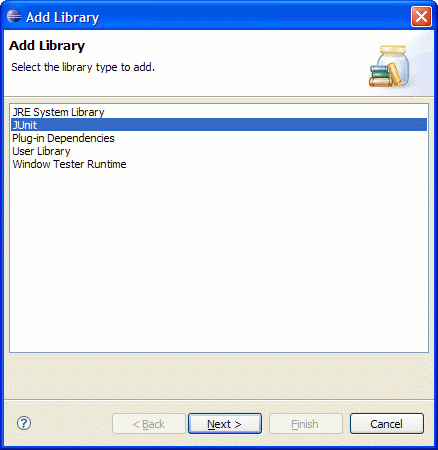 Add Library
Add Library
Select the library type to add.
JRE System Library
JUnit
Plug-in Dependencies
User Library
Window Tester Runtime
?
< Back
Next >
Finish
Cancel